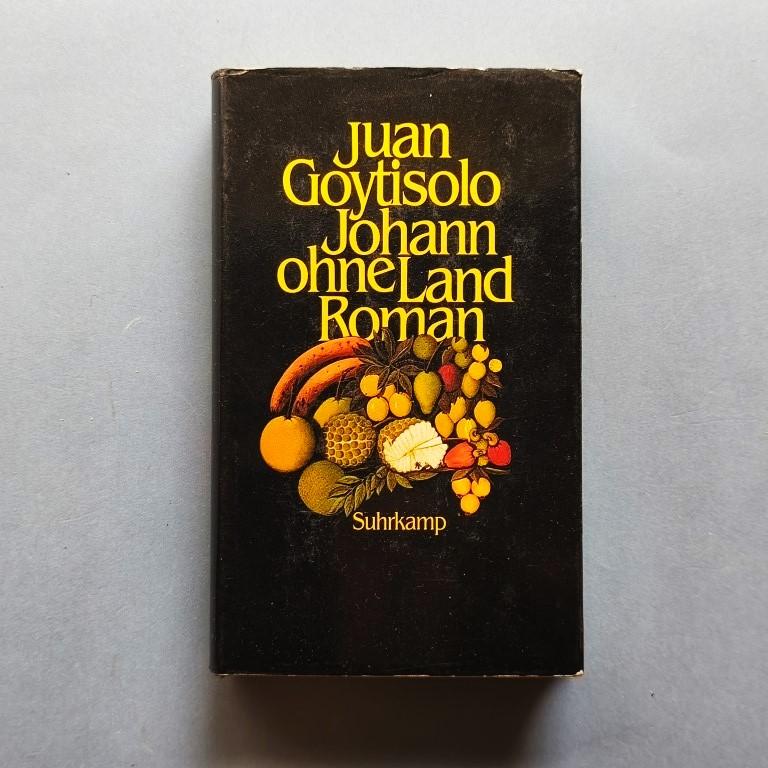 Juan
Goytisolo
Johann
ohne Land
Roman
Suhrkamp